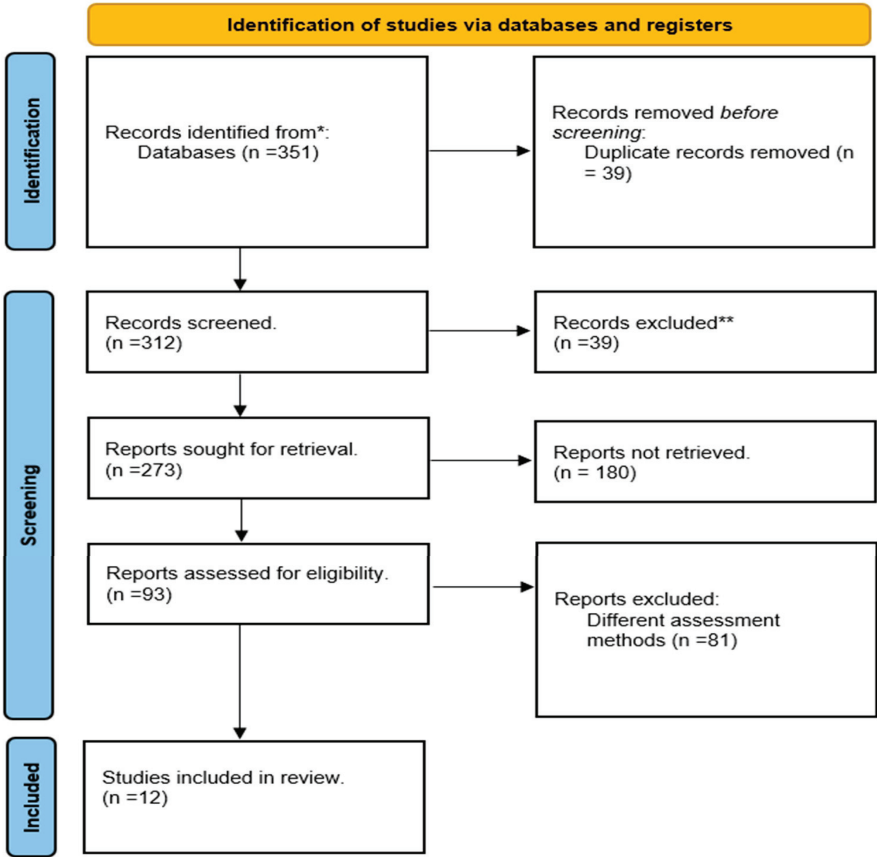 Identification of studies via databases and registers
Identification
Records identified from*:
Databases (n =351)
Records removed before
screening:
Duplicate records removed (n
= 39)
Screening
Records screened.
(n =312)
Records excluded**
(n =39)
Reports sought for retrieval.
(n =273)
Reports not retrieved.
(n = 180)
Reports assessed for eligibility.
(n =93)
Reports excluded:
Different assessment
methods (n =81)
Included
Studies included in review.
(n =12)